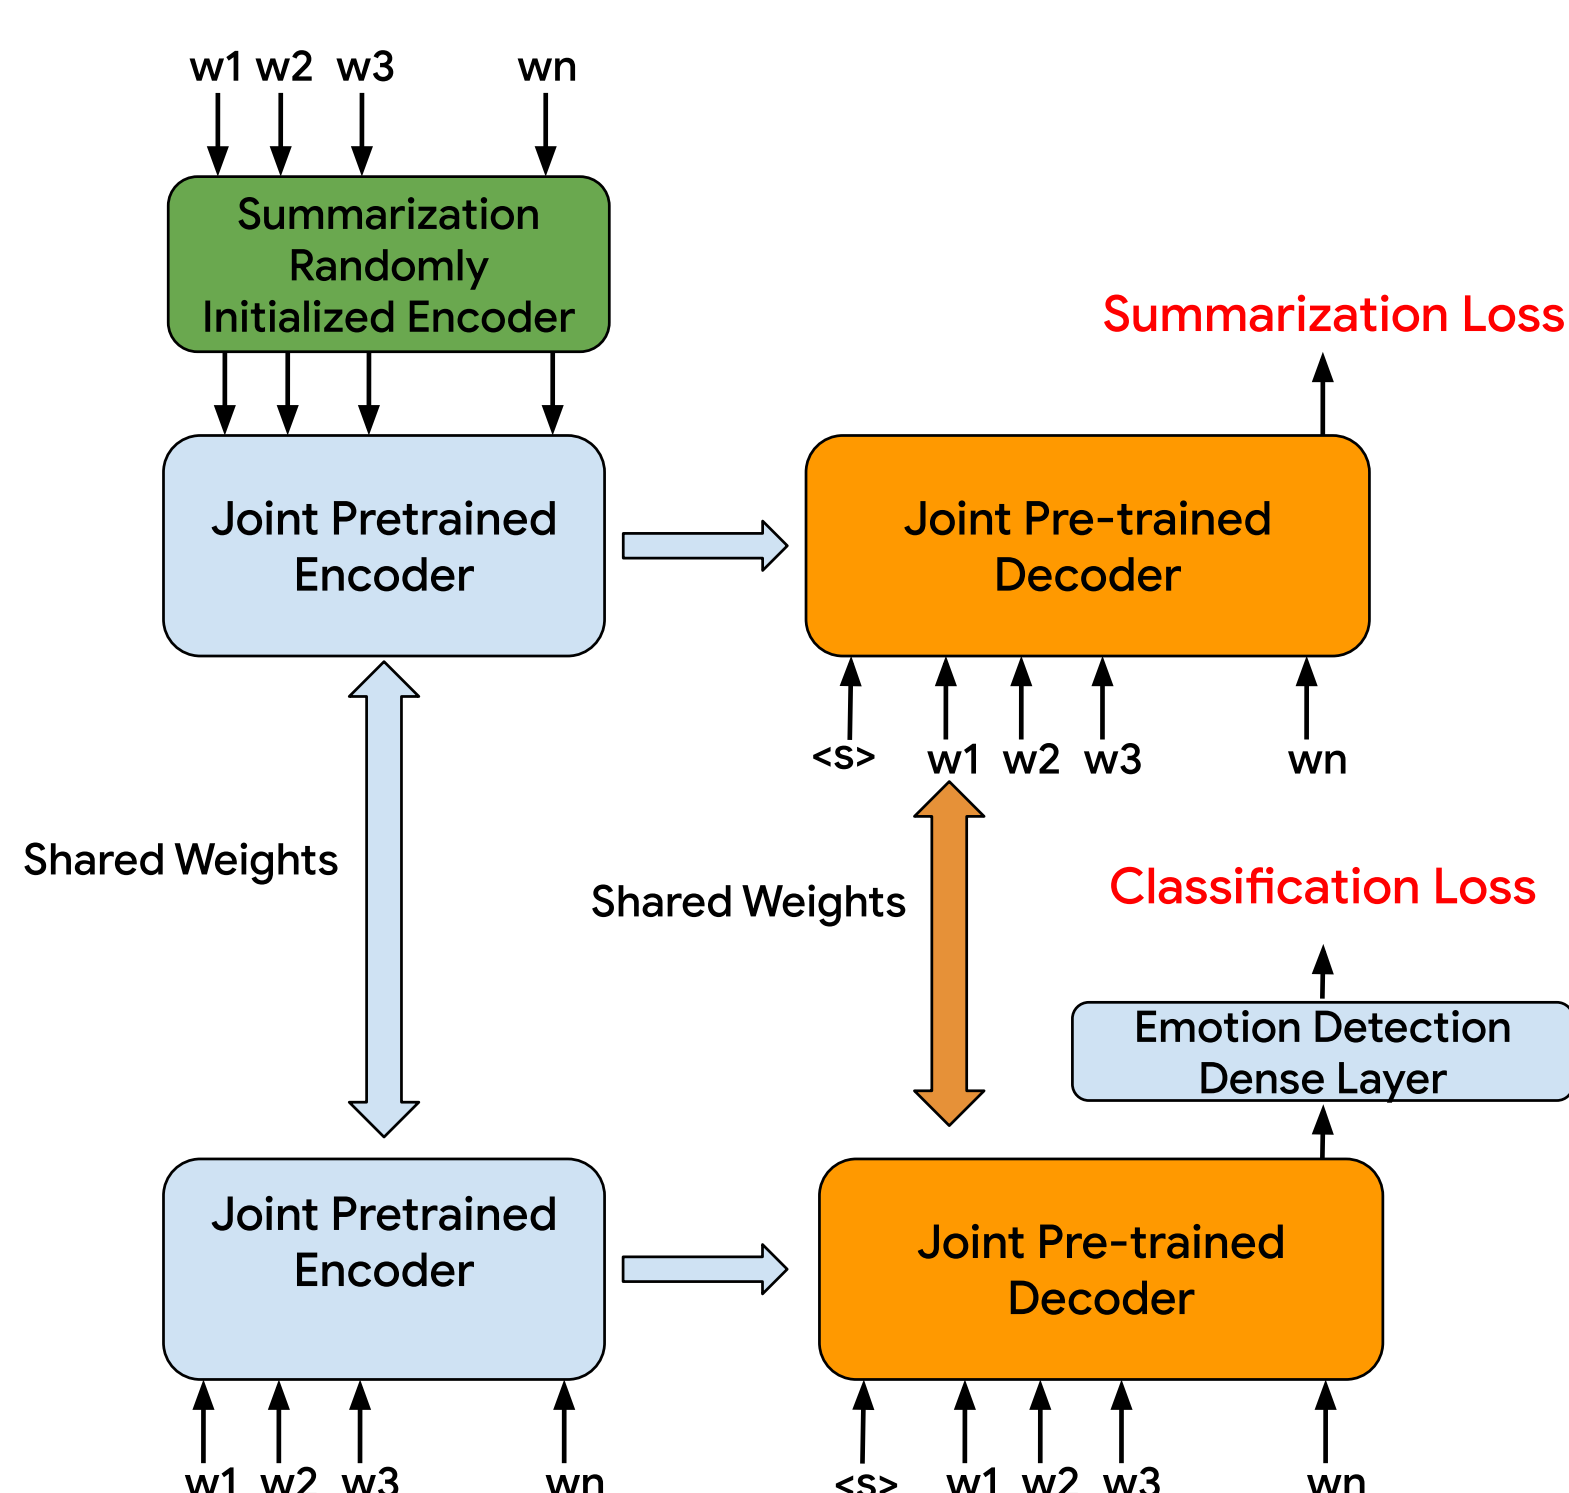 w1 w2 w3 wn
Summarization
Randomly
Initialized Encoder
Summarization Loss
Joint Pretrained
Encoder
Joint Pre-trained
Decoder
<s> w1 w2 w3 wn
Shared Weights
Shared Weights
Classification Loss
Emotion Detection
Dense Layer
Joint Pretrained
Encoder
Joint Pre-trained
Decoder
w1 w2 w3 wn
<s> w1 w2 w3 wn